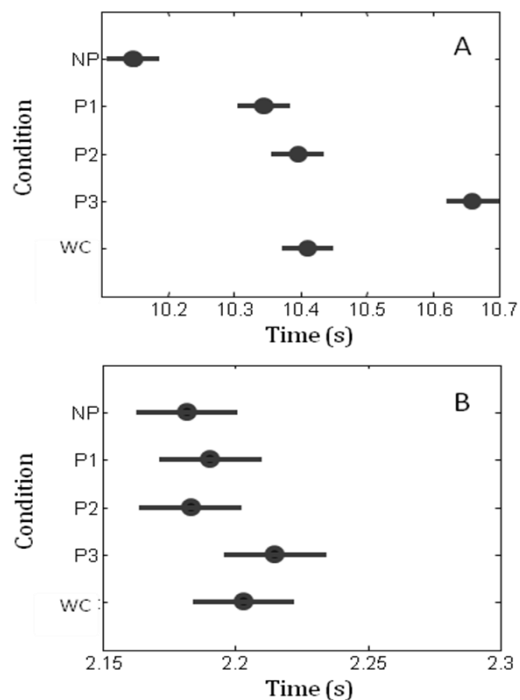 A
NP
P1
P2
P3
WC
Condition
10.2 10.3 10.4 10.5 10.6 10.7
Time (s)
B
NP
P1
P2
P3
WC
Condition
2.15 2.2 2.25 2.3
Time (s)